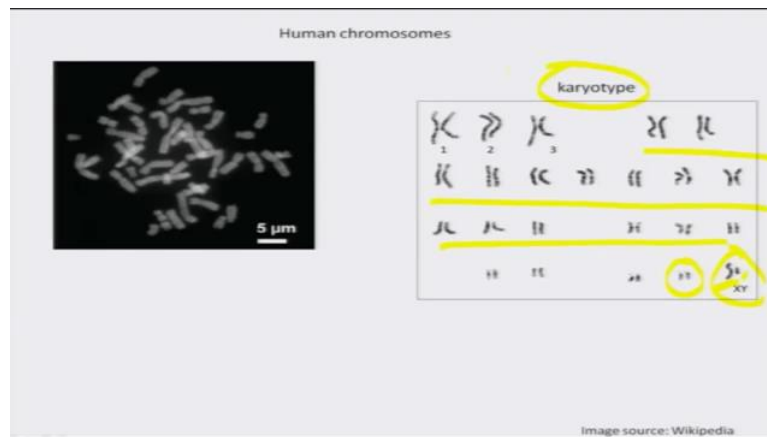 Human chromosomes
karyotype
1 2 3
5 μm
XY
Image source: Wikipedia